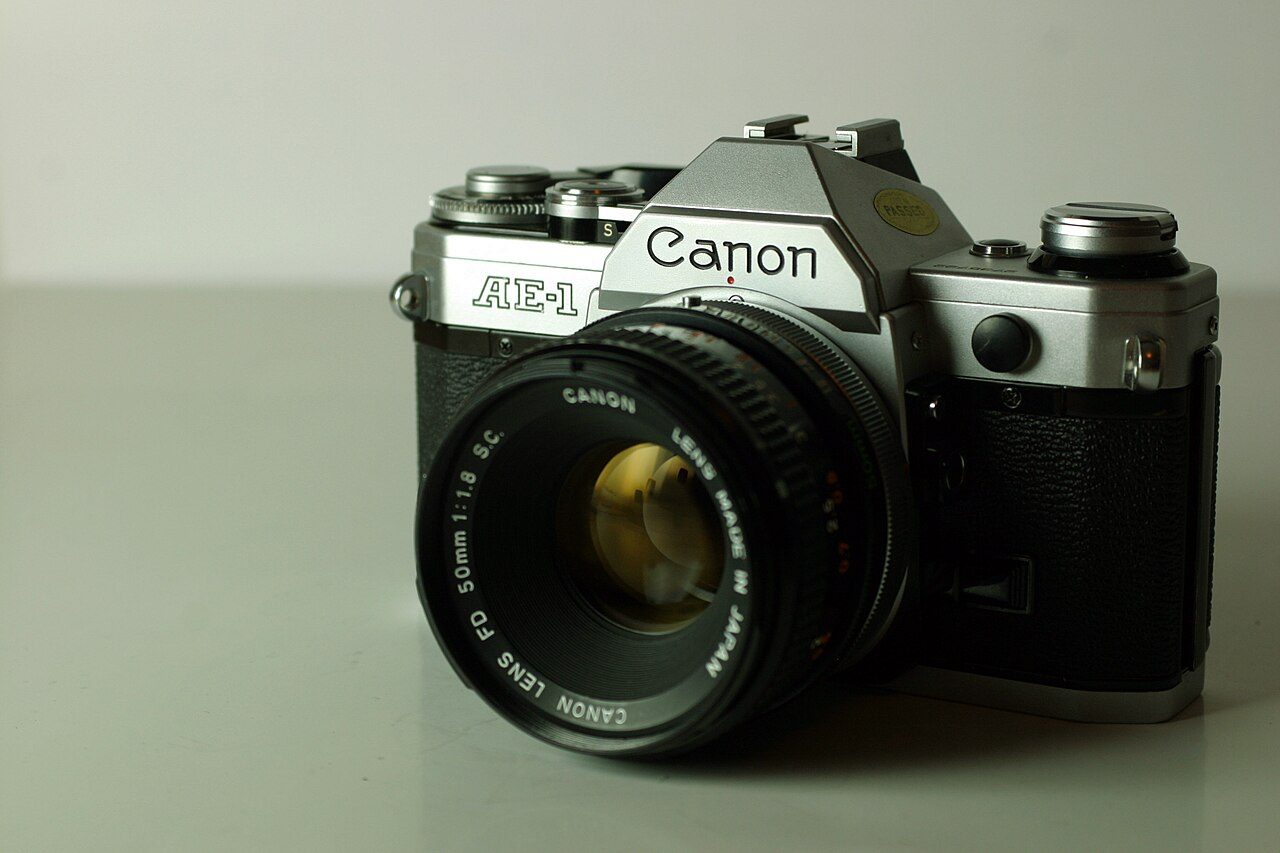 PASSED
S
Canon
AE-1
CANON
LENS MADE IN JAPAN
CANON LENS FD 50mm 1:1.8 S.C.